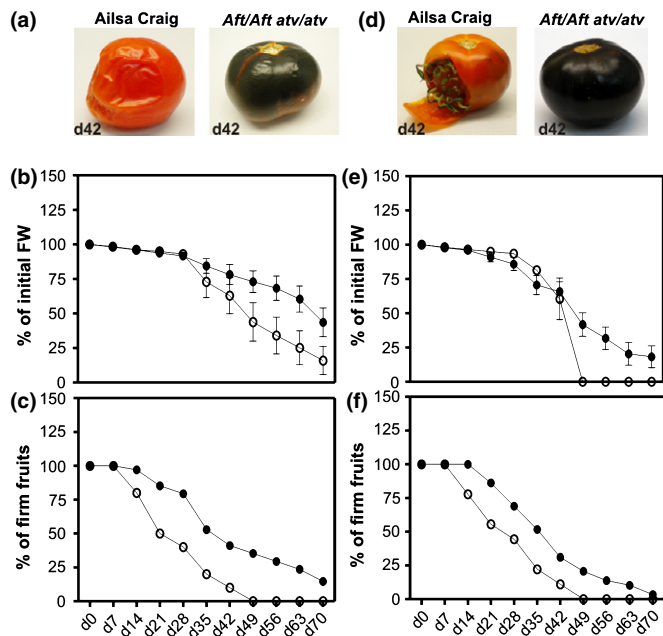 (a)
Ailsa Craig
Aft/Aft atv/atv
d42
d42
(d)
Ailsa Craig
Aft/Aft atv/atv
d42
d42
(b)
% of initial FW
150
125
100
75
50
25
0
(e)
% of initial FW
150
125
100
75
50
25
0
(c)
% of firm fruits
150
125
100
75
50
25
0
d0 d7 d14 d21 d28 d35 d42 d49 d56 d63 d70
(f)
% of firm fruits
150
125
100
75
50
25
0
d0 d7 d14 d21 d28 d35 d42 d49 d56 d63 d70